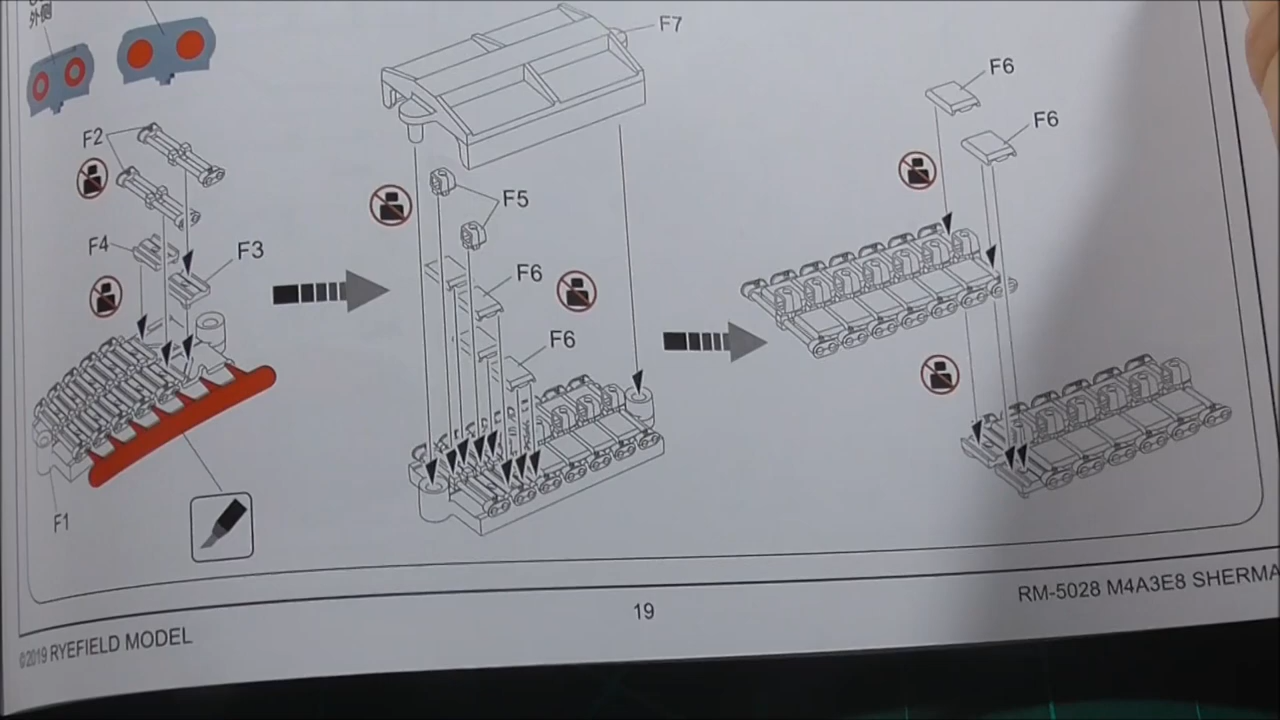 外侧
F7
F6
F6
F2
F5
F4
F3
F6
F6
F1
19
RM-5028 M4A3E8 SHERMA
©2019 RYEFIELD MODEL